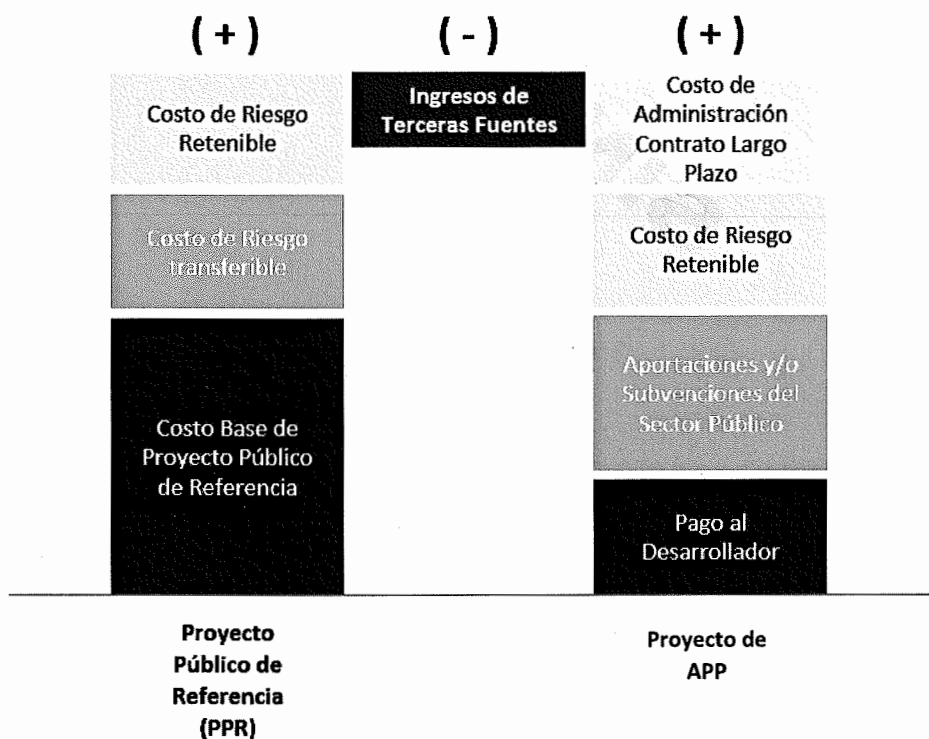 (+)
(-)
(+)
Costo de Riesgo
Retenible
Costo de Riesgo
transferible
Costo Base de
Proyecto Público
de Referencia
Ingresos de
Terceras Fuentes
Costo de
Administración
Contrato Largo
Plazo
Costo de Riesgo
Retenible
Aportaciones y/o
Subvenciones del
Sector Público
Pago al
Desarrollador
Proyecto
Público de
Referencia
(PPR)
Proyecto de
APP